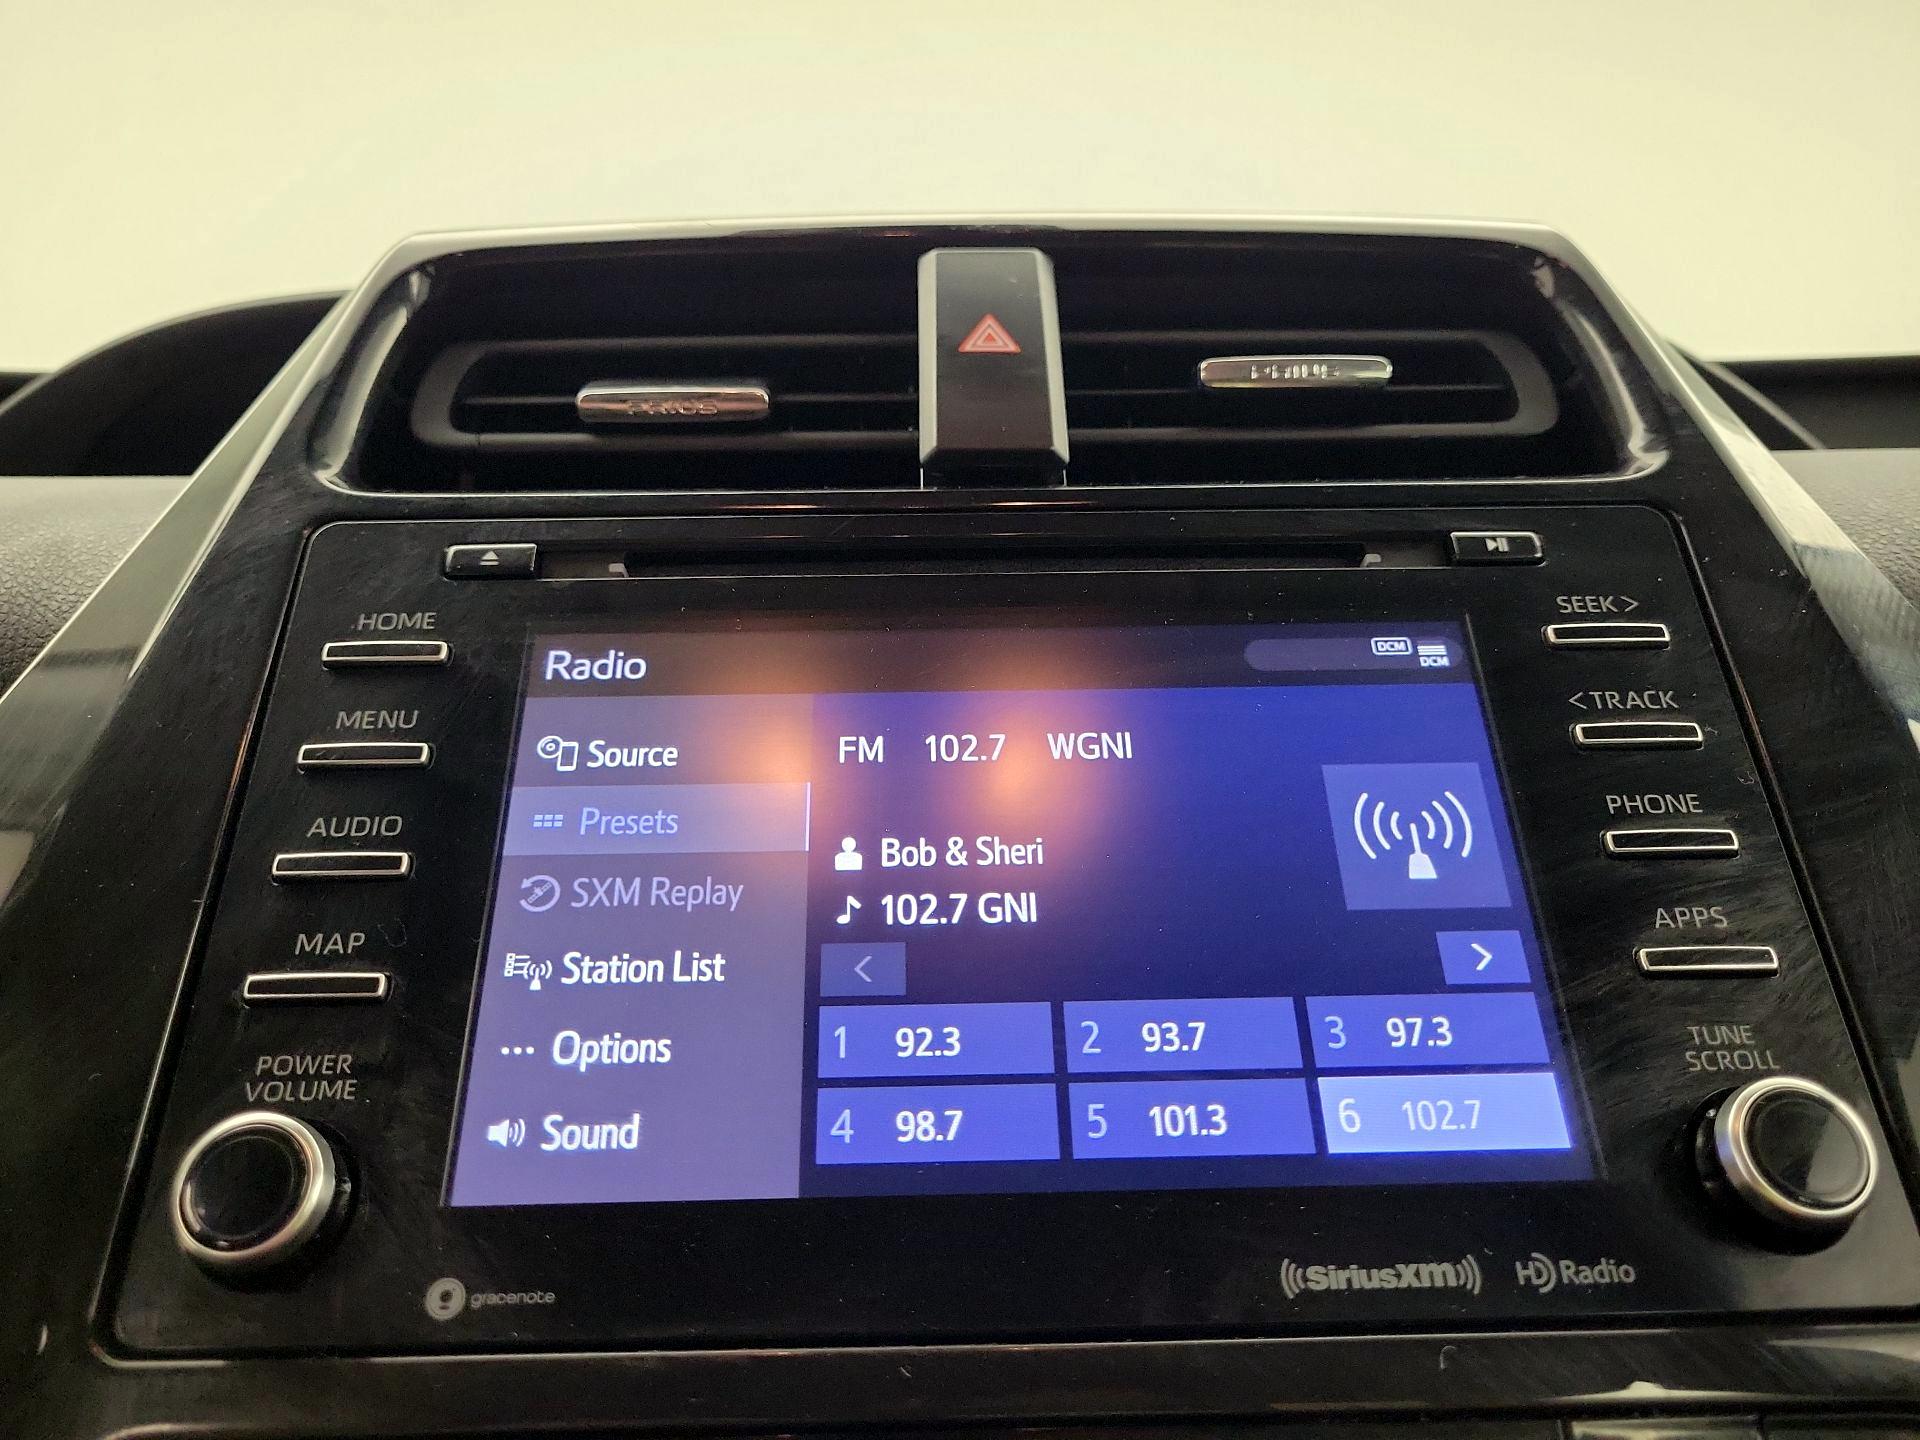 PRIUS
PRIUS
HOME
MENU
AUDIO
MAP
POWER
VOLUME
Radio
DCM
DCM
Source
Presets
SXM Replay
Station List
Options
Sound
FM 102.7 WGNI
Bob & Sheri
102.7 GNI
<
>
1 92.3
2 93.7
3 97.3
4 98.7
5 101.3
6 102.7
SEEK >
< TRACK
PHONE
APPS
TUNE
SCROLL
gracenote
SiriusXM
HD Radio